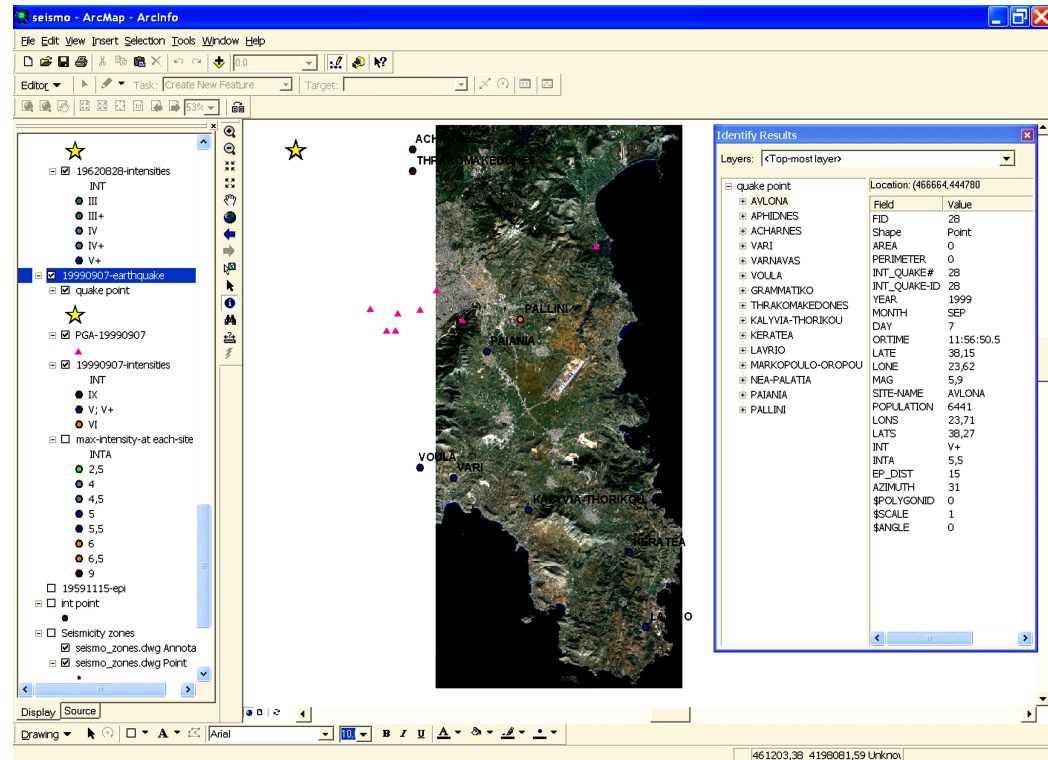 seismo - ArcMap - ArcInfo
File Edit View Insert Selection Tools Window Help
0:0
Editor Task: Create New Feature Target:
53%
19620828-intensities
INT
III
III+
IV
IV+
V+
19990907-earthquake
quake point
PGA-19990907
19990907-intensities
INT
IX
V; V+
VI
max-intensity-at each-site
INTA
2,5
4
4,5
5
5,5
6
6,5
9
19591115-epi
int point
Seismicity zones
seismo_zones.dwg Annota
seismo_zones.dwg Point
Display Source
THRAKOMAKEDONES
PALLINI
PAIANIA
VOULA
VARI
KALYVIA-THORIKOU
KERATEA
Identify Results
Layers: <Top-most layer>
quake point
AVLONA
APHIDNES
ACHARNES
VARI
VARNAVAS
VOULA
GRAMMATIKO
THRAKOMAKEDONES
KALYVIA-THORIKOU
KERATEA
LAVRIO
MARKOPOULO-OROPOU
NEA-PALATIA
PAIANIA
PALLINI
Location: (466664,444780
Field Value
FID 28
Shape Point
AREA 0
PERIMETER 0
INT_QUAKE# 28
INT_QUAKE-ID 28
YEAR 1999
MONTH SEP
DAY 7
ORTIME 11:56:50.5
LATE 38,15
LONE 23,62
MAG 5,9
SITE-NAME AVLONA
POPULATION 6441
LONS 23,71
LATS 38,27
INT V+
INTA 5,5
EP_DIST 15
AZIMUTH 31
$POLYGONID 0
$SCALE 1
$ANGLE 0
Drawing A Arial 10 B I U A
461203,38 4198081,59 Unknov